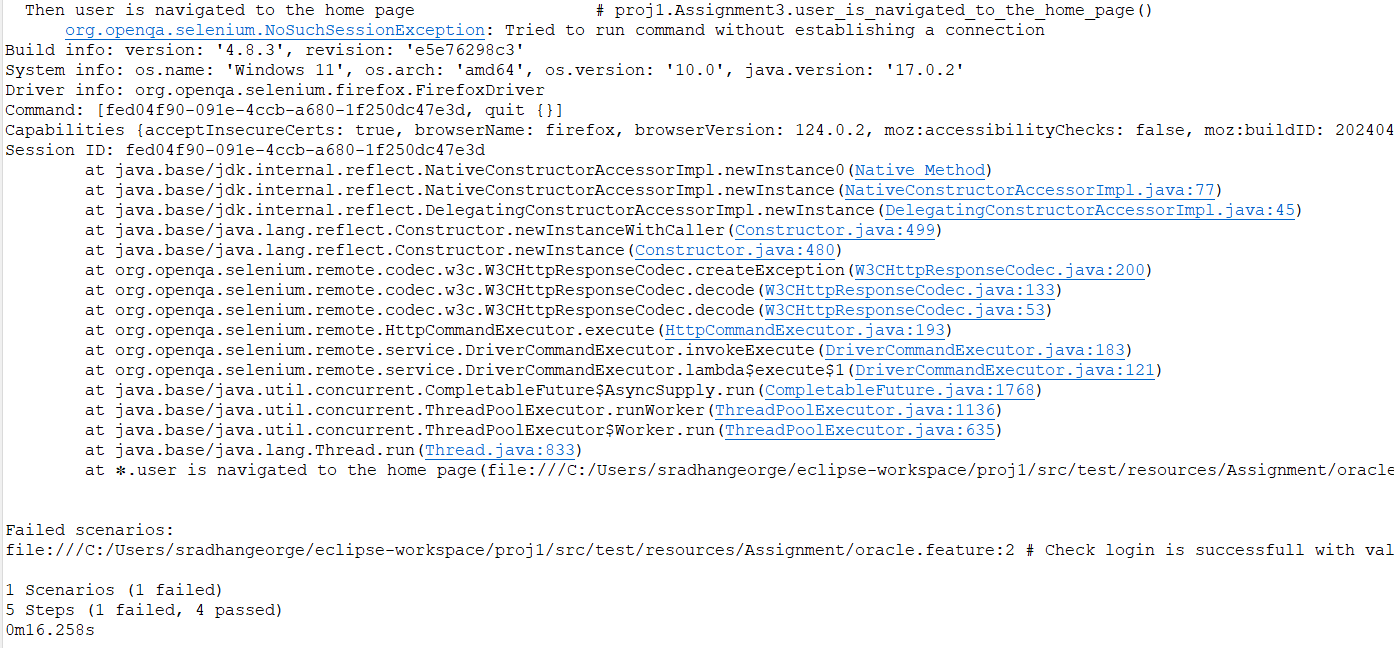 Then user is navigated to the home page # proj1.Assignment3.user_is_navigated_to_the_home_page()
org.openqa.selenium.NoSuchSessionException: Tried to run command without establishing a connection
Build info: version: '4.8.3', revision: 'e5e76298c3'
System info: os.name: 'Windows 11', os.arch: 'amd64', os.version: '10.0', java.version: '17.0.2'
Driver info: org.openqa.selenium.firefox.FirefoxDriver
Command: [fed04f90-091e-4ccb-a680-1f250dc47e3d, quit {}]
Capabilities {acceptInsecureCerts: true, browserName: firefox, browserVersion: 124.0.2, moz:accessibilityChecks: false, moz:buildID: 202404
Session ID: fed04f90-091e-4ccb-a680-1f250dc47e3d
at java.base/jdk.internal.reflect.NativeConstructorAccessorImpl.newInstance0(Native Method)
at java.base/jdk.internal.reflect.NativeConstructorAccessorImpl.newInstance(NativeConstructorAccessorImpl.java:77)
at java.base/jdk.internal.reflect.DelegatingConstructorAccessorImpl.newInstance(DelegatingConstructorAccessorImpl.java:45)
at java.base/java.lang.reflect.Constructor.newInstanceWithCaller(Constructor.java:499)
at java.base/java.lang.reflect.Constructor.newInstance(Constructor.java:480)
at org.openqa.selenium.remote.codec.w3c.W3CHttpResponseCodec.createException(W3CHttpResponseCodec.java:200)
at org.openqa.selenium.remote.codec.w3c.W3CHttpResponseCodec.decode(W3CHttpResponseCodec.java:133)
at org.openqa.selenium.remote.codec.w3c.W3CHttpResponseCodec.decode(W3CHttpResponseCodec.java:53)
at org.openqa.selenium.remote.HttpCommandExecutor.execute(HttpCommandExecutor.java:193)
at org.openqa.selenium.remote.service.DriverCommandExecutor.invokeExecute(DriverCommandExecutor.java:183)
at org.openqa.selenium.remote.service.DriverCommandExecutor.lambda$execute$1(DriverCommandExecutor.java:121)
at java.base/java.util.concurrent.CompletableFuture$AsyncSupply.run(CompletableFuture.java:1768)
at java.base/java.util.concurrent.ThreadPoolExecutor.runWorker(ThreadPoolExecutor.java:1136)
at java.base/java.util.concurrent.ThreadPoolExecutor$Worker.run(ThreadPoolExecutor.java:635)
at java.base/java.lang.Thread.run(Thread.java:833)
at *.user is navigated to the home page(file:///C:/Users/sradhangeorge/eclipse-workspace/proj1/src/test/resources/Assignment/oracle
Failed scenarios:
file:///C:/Users/sradhangeorge/eclipse-workspace/proj1/src/test/resources/Assignment/oracle.feature:2 # Check login is successfull with val
1 Scenarios (1 failed)
5 Steps (1 failed, 4 passed)
0m16.258s